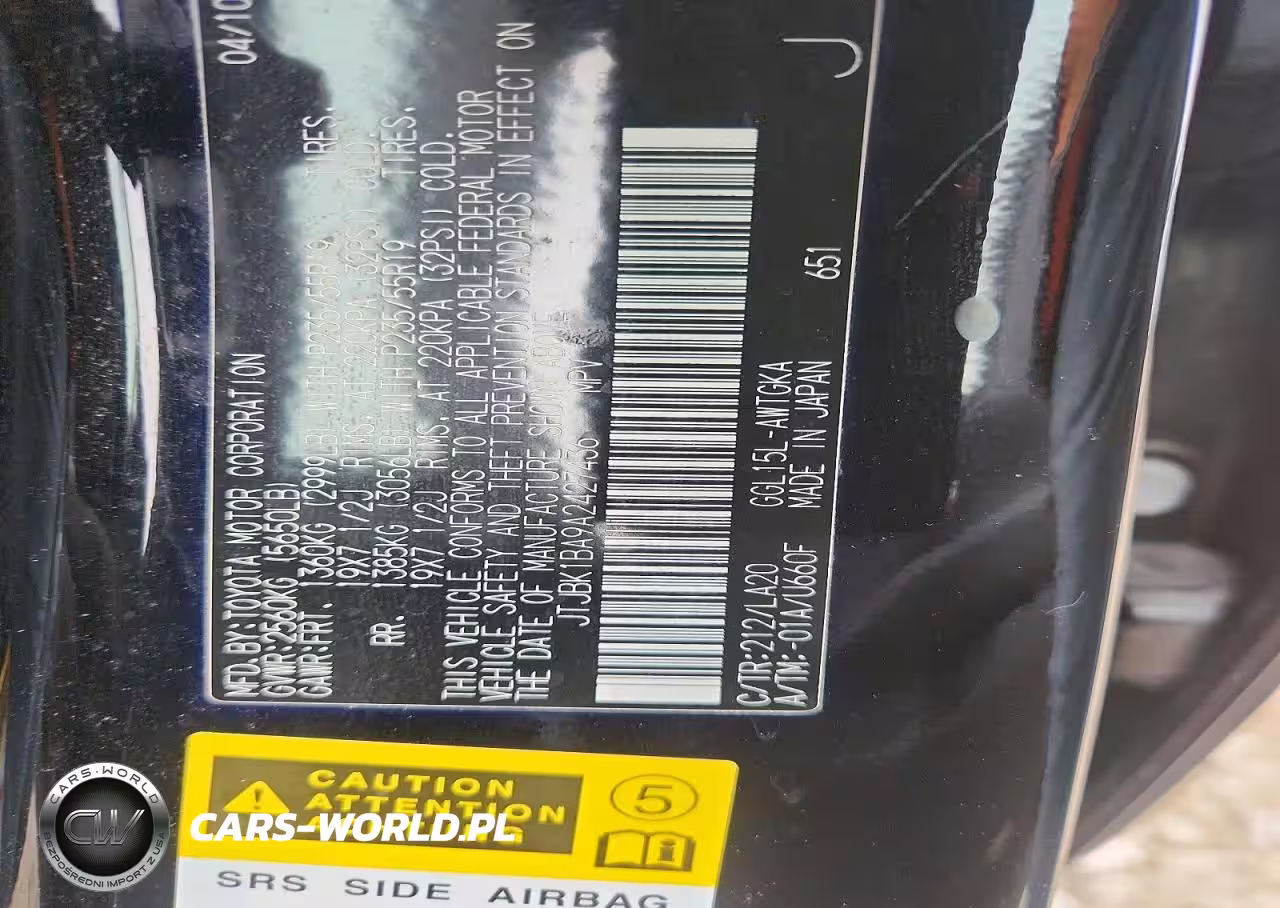 04/10
MFD.BY:TOYOTA MOTOR CORPORATION
GVWR:2560KG (5650LB)
GAWR:FRT. 1360KG (2999LB) WITH P235/55R19 TIRES.
19X7 1/2J RIMS, AT 220KPA (32PSI) COLD.
RR. 1385KG (3056LB) WITH P235/55R19 TIRES.
19X7 1/2J RIMS, AT 220KPA (32PSI) COLD.
THIS VEHICLE CONFORMS TO ALL APPLICABLE FEDERAL MOTOR
VEHICLE SAFETY AND THEFT PREVENTION STANDARDS IN EFFECT ON
THE DATE OF MANUFACTURE SHOWN ABOVE.
JTJBK1BA9A2427456 MPV
C/TR:212/LA20 GGL15L-AWTGKA
A/TM:-01A/U660F MADE IN JAPAN 651
J
CAUTION
ATTENTION
5
SRS SIDE AIRBAG
CARS-WORLD.PL
CARS-WORLD
CW
BEZPOŚREDNI IMPORT Z USA